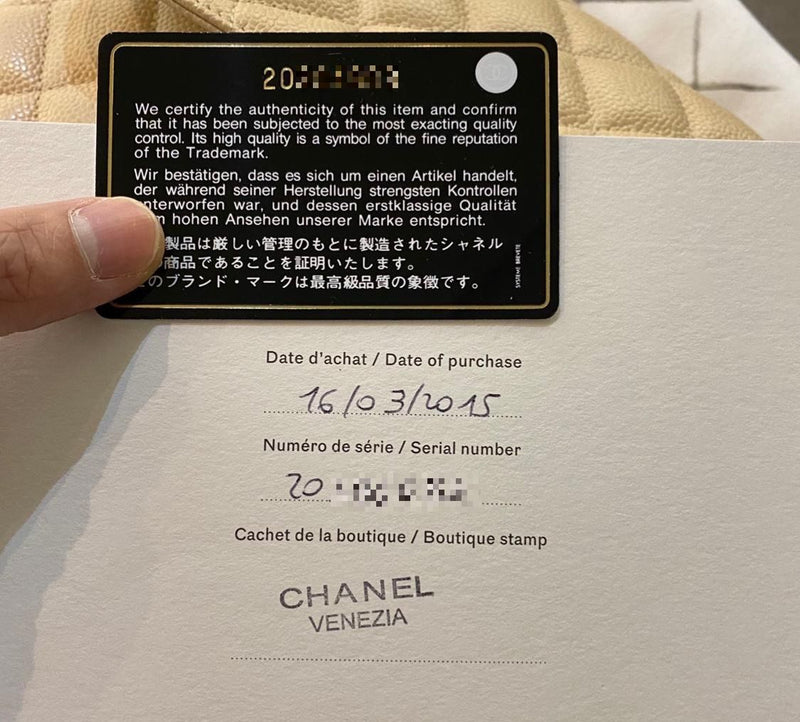 20
We certify the authenticity of this item and confirm
that it has been subjected to the most exacting quality
control. Its high quality is a symbol of the fine reputation
of the Trademark.
Wir bestätigen, dass es sich um einen Artikel handelt,
der während seiner Herstellung strengsten Kontrollen
unterworfen war, und dessen erstklassige Qualität
hohen Ansehen unserer Marke entspricht.
製品は厳しい管理のもとに製造されたシャネル
商品であることを証明いたします。
のブランド・マークは最高級品質の象徴です。
SYSTEME BREVETE
Date d'achat / Date of purchase
16/03/2015
Numéro de série / Serial number
20
Cachet de la boutique / Boutique stamp
CHANEL
VENEZIA